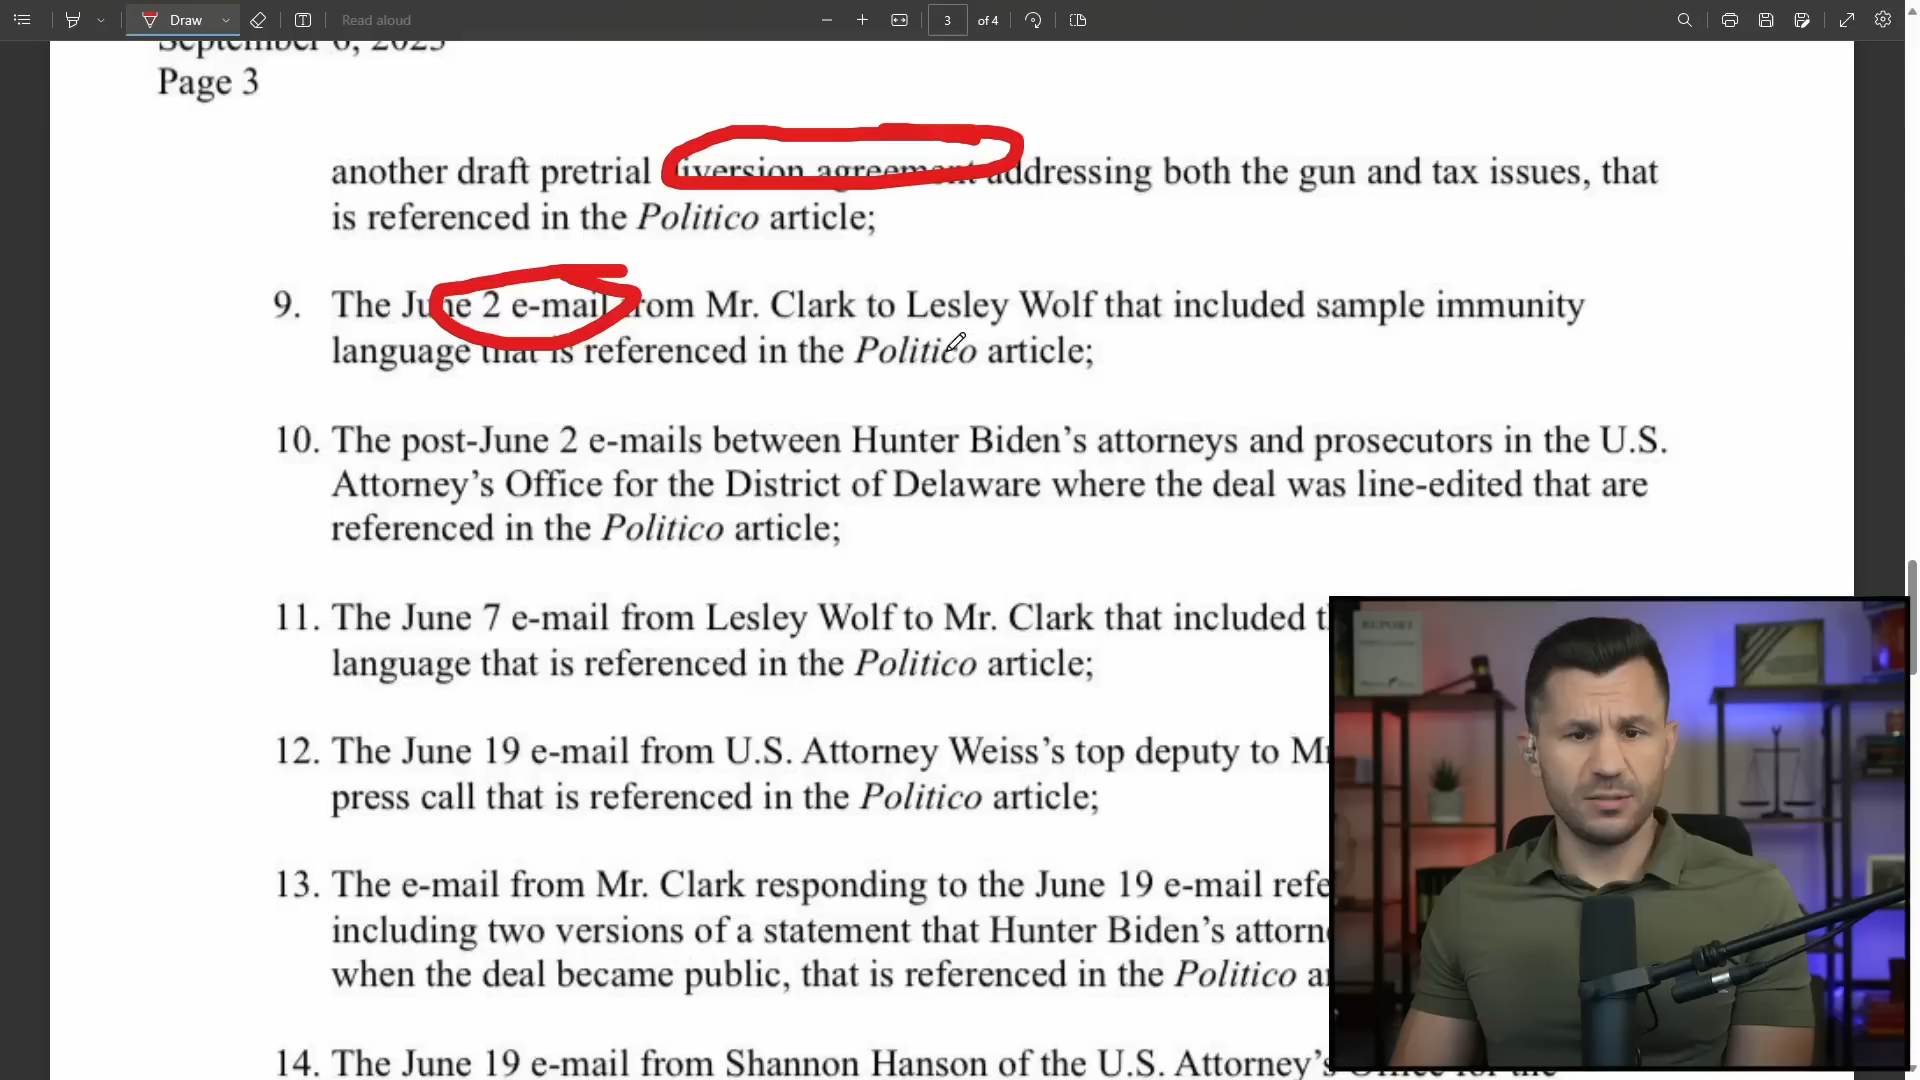 Draw
Read aloud
3
of 4
September 6, 2023
Page 3
another draft pretrial diversion agreement addressing both the gun and tax issues, that
is referenced in the Politico article;
9. The June 2 e-mail from Mr. Clark to Lesley Wolf that included sample immunity
language that is referenced in the Politico article;
10. The post-June 2 e-mails between Hunter Biden’s attorneys and prosecutors in the U.S.
Attorney’s Office for the District of Delaware where the deal was line-edited that are
referenced in the Politico article;
11. The June 7 e-mail from Lesley Wolf to Mr. Clark that included
language that is referenced in the Politico article;
12. The June 19 e-mail from U.S. Attorney Weiss’s top deputy to
press call that is referenced in the Politico article;
13. The e-mail from Mr. Clark responding to the June 19 e-mail
including two versions of a statement that Hunter Biden’s
when the deal became public, that is referenced in the Politico
14. The June 19 e-mail from Shannon Hanson of the U.S. Attorney’s Office for the
REPORT